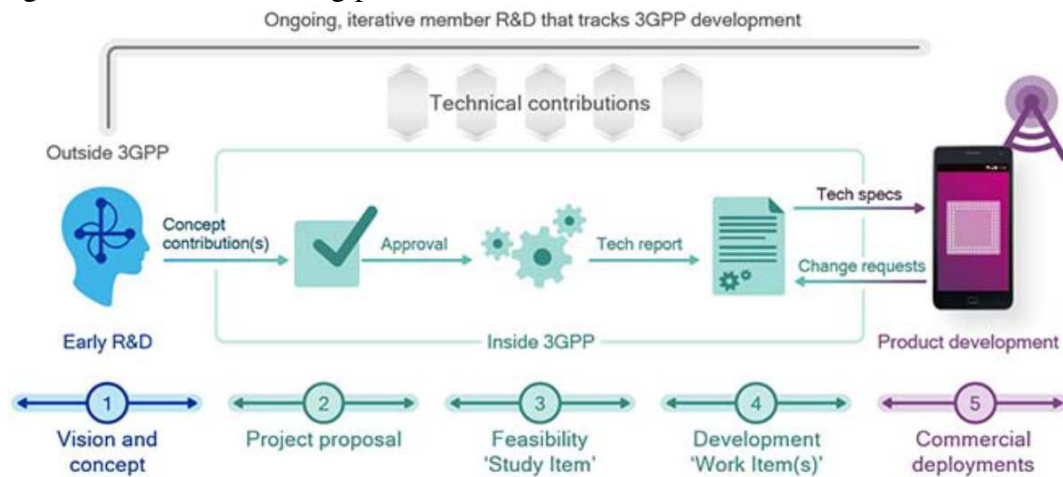 Ongoing, iterative member R&D that tracks 3GPP development
Technical contributions
Outside 3GPP
Concept
contribution(s)
Approval
Tech report
Tech specs
Change requests
Early R&D
Inside 3GPP
Product development
1
2
3
4
5
Vision and
concept
Project proposal
Feasibility
'Study Item'
Development
'Work Item(s)'
Commercial
deployments